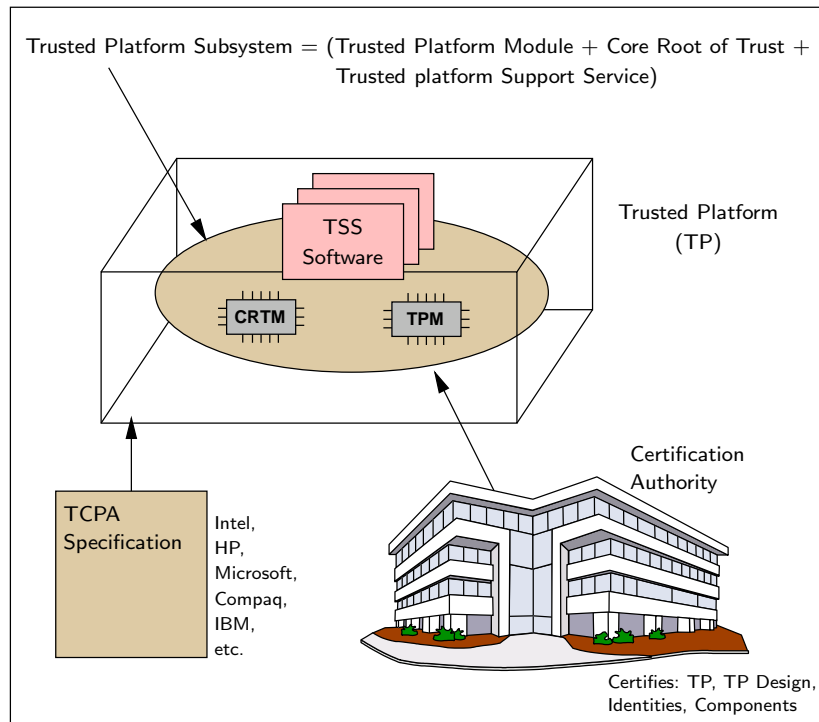 Trusted Platform Subsystem = (Trusted Platform Module + Core Root of Trust +
Trusted platform Support Service)
TSS
Software
Trusted Platform
(TP)
CRTM
TPM
Certification
Authority
TCPA
Specification
Intel,
HP,
Microsoft,
Compaq,
IBM,
etc.
Certifies: TP, TP Design,
Identities, Components